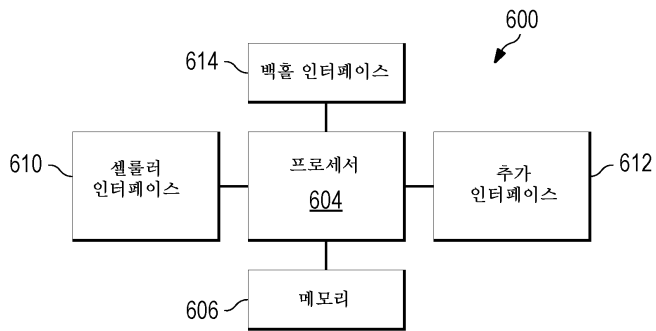 600
614
백홀 인터페이스
610
셀룰러
인터페이스
프로세서
604
추가
인터페이스
612
606
메모리